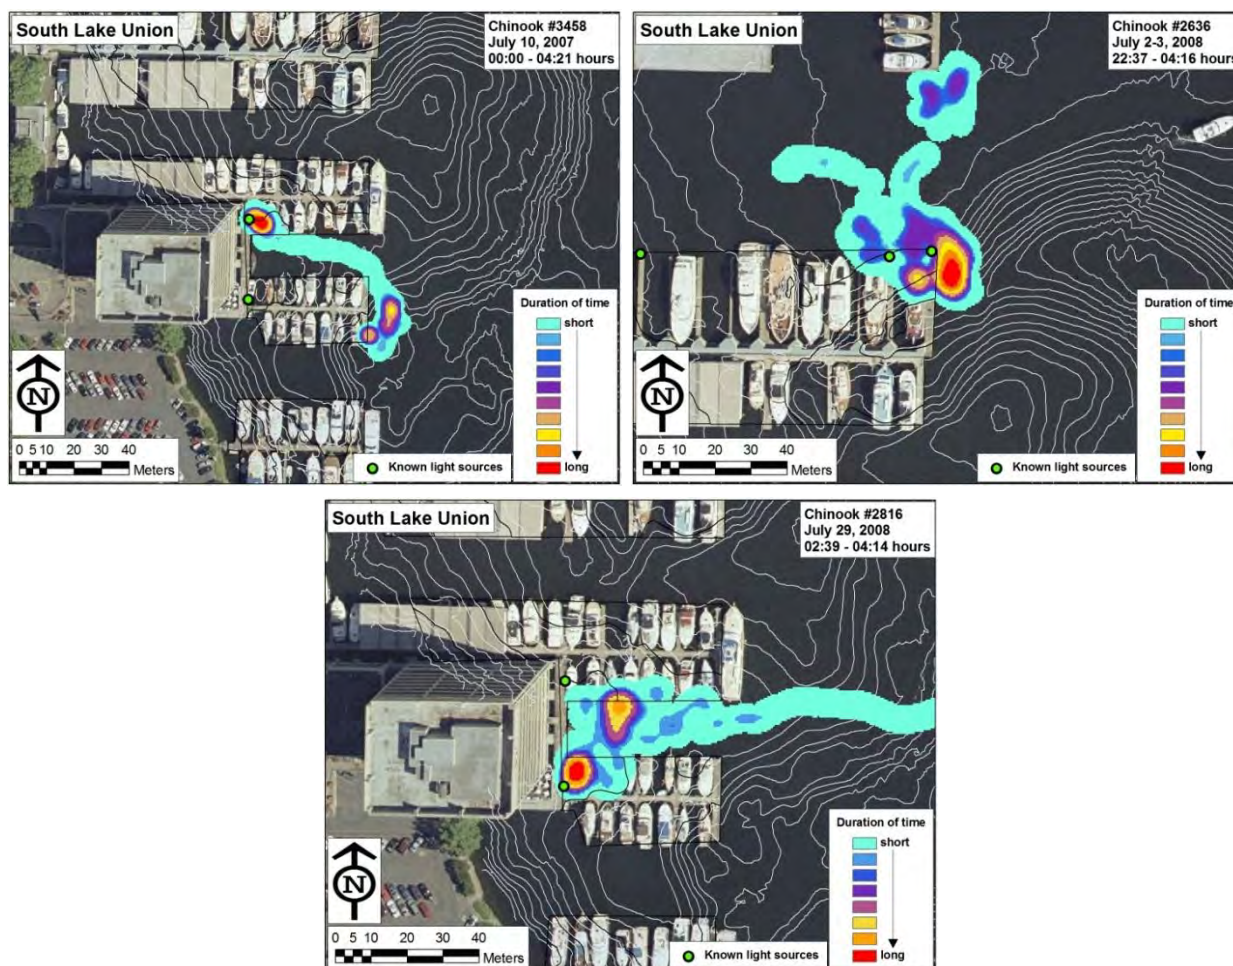 South Lake Union
Chinook #3458
July 10, 2007
00:00 - 04:21 hours
Duration of time
short
long
N
0 5 10 20 30 40
Meters
Known light sources
South Lake Union
Chinook #2636
July 2-3, 2008
22:37 - 04:16 hours
Duration of time
short
long
N
0 5 10 20 30 40
Meters
Known light sources
South Lake Union
Chinook #2816
July 29, 2008
02:39 - 04:14 hours
Duration of time
short
long
N
0 5 10 20 30 40
Meters
Known light sources